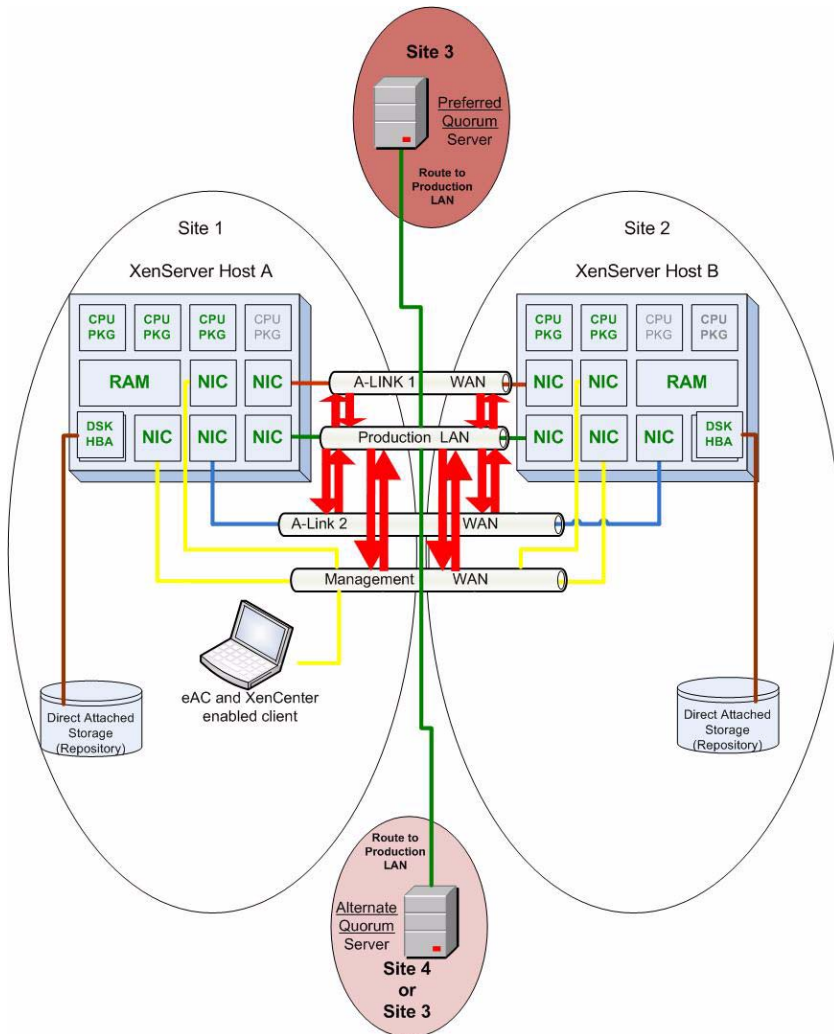 Site 3
Preferred
Quorum
Server
Route to
Production
LAN
Site 1
XenServer Host A
CPU
PKG
CPU
PKG
CPU
PKG
CPU
PKG
RAM
NIC
NIC
DSK
HBA
NIC
NIC
NIC
Site 2
XenServer Host B
CPU
PKG
CPU
PKG
CPU
PKG
CPU
PKG
NIC
NIC
RAM
NIC
NIC
NIC
DSK
HBA
A-LINK 1 WAN
Production LAN
A-Link 2 WAN
Management WAN
eAC and XenCenter
enabled client
Direct Attached
Storage
(Repository)
Direct Attached
Storage
(Repository)
Route to
Production
LAN
Alternate
Quorum
Server
Site 4
or
Site 3